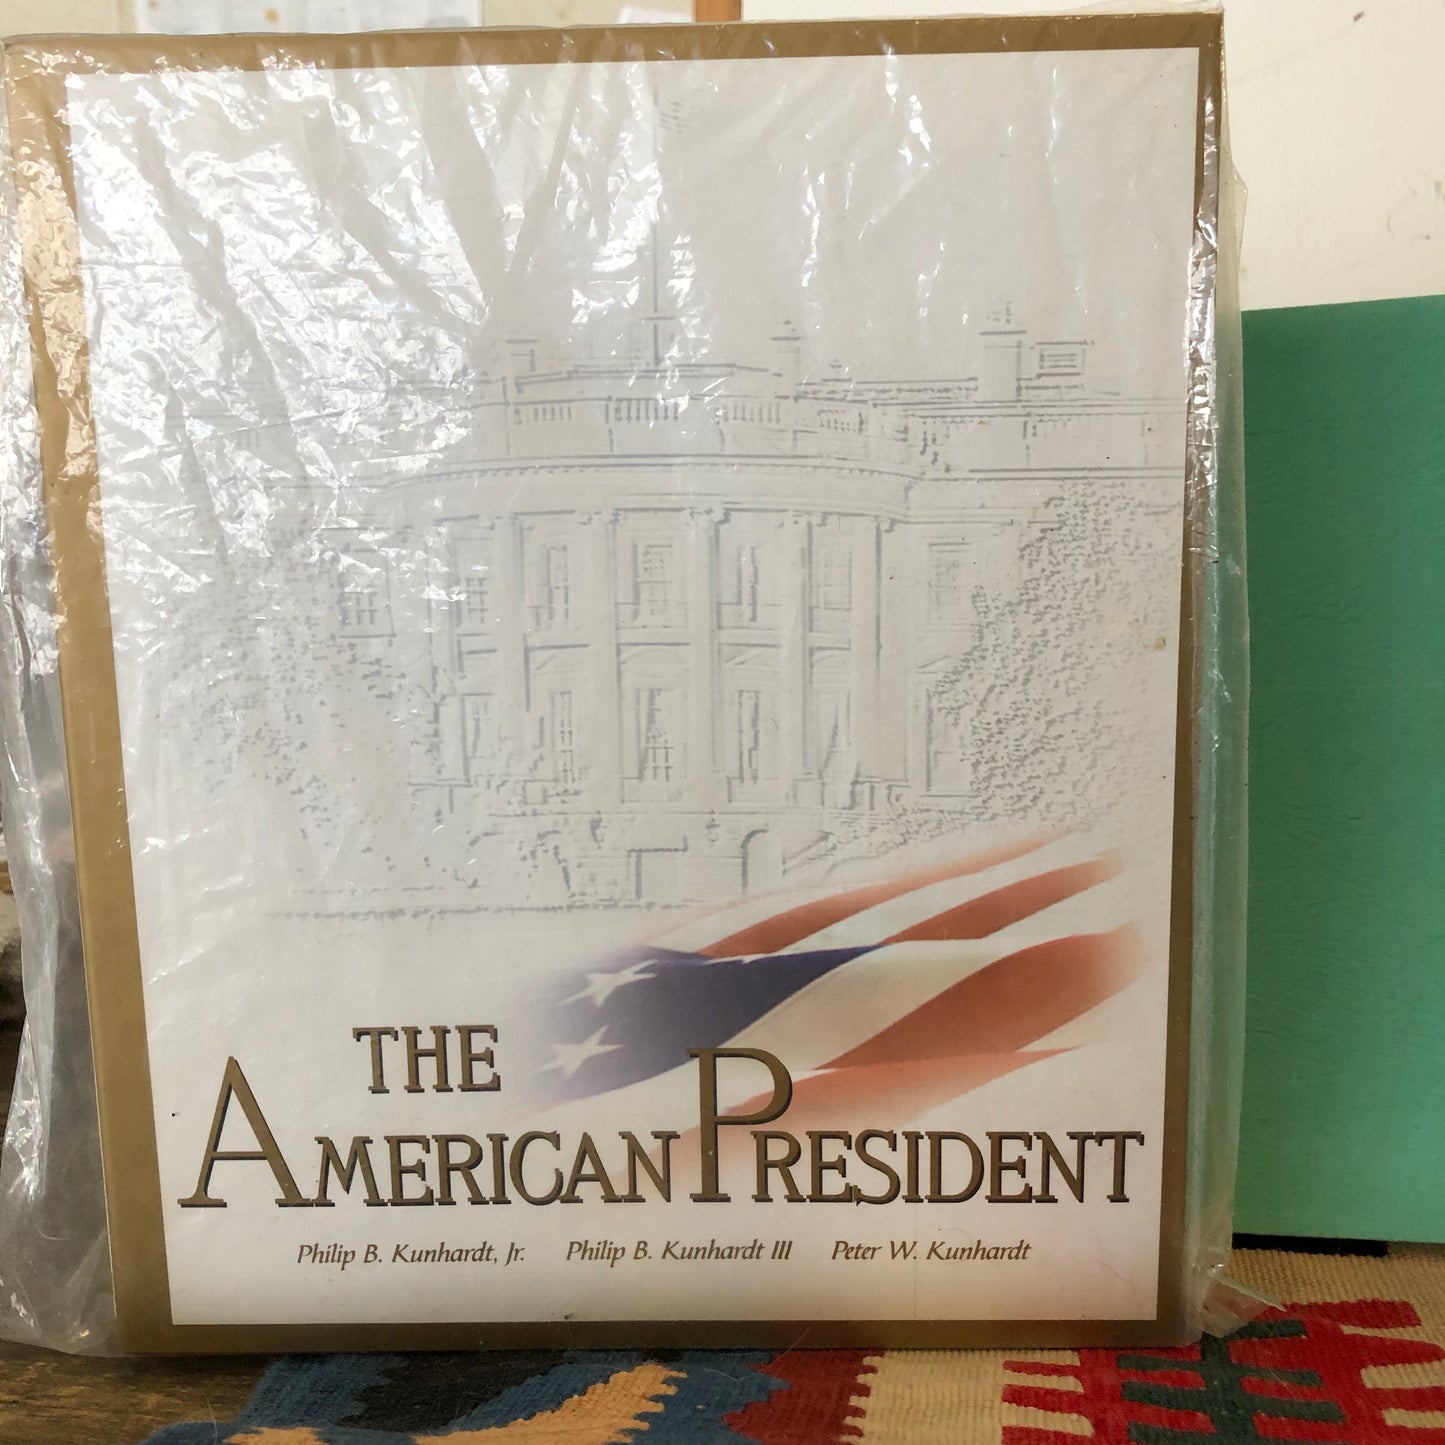 THE
AMERICAN PRESIDENT
Philip B. Kunhardt, Jr. Philip B. Kunhardt III Peter W. Kunhardt